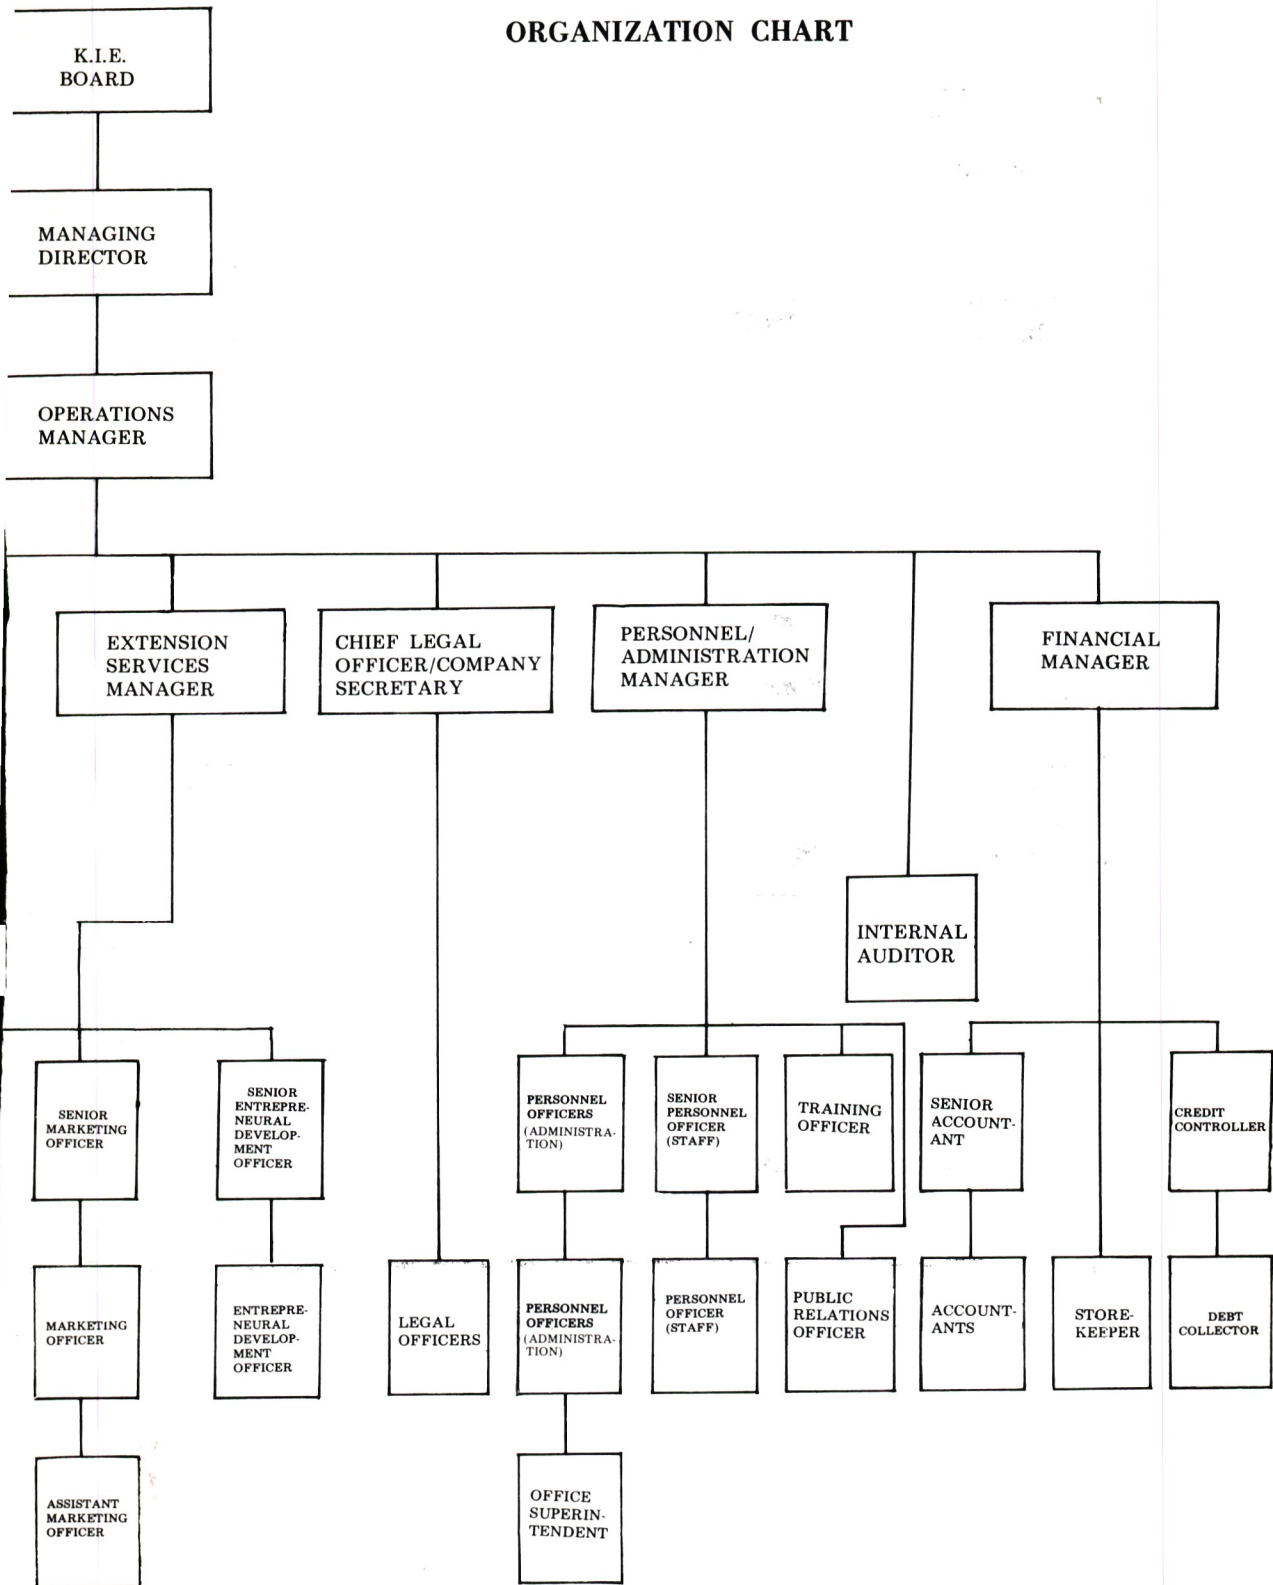 ORGANIZATION CHART
K.I.E.
BOARD
MANAGING
DIRECTOR
OPERATIONS
MANAGER
EXTENSION
SERVICES
MANAGER
CHIEF LEGAL
OFFICER/COMPANY
SECRETARY
PERSONNEL/
ADMINISTRATION
MANAGER
FINANCIAL
MANAGER
INTERNAL
AUDITOR
SENIOR
MARKETING
OFFICER
SENIOR
ENTREPRE-
NEURAL
DEVELOP-
MENT
OFFICER
PERSONNEL
OFFICERS
(ADMINISTRA-
TION)
SENIOR
PERSONNEL
OFFICER
(STAFF)
TRAINING
OFFICER
SENIOR
ACCOUNT-
ANT
CREDIT
CONTROLLER
MARKETING
OFFICER
ENTREPRE-
NEURAL
DEVELOP-
MENT
OFFICER
LEGAL
OFFICERS
PERSONNEL
OFFICERS
(ADMINISTRA-
TION)
PERSONNEL
OFFICER
(STAFF)
PUBLIC
RELATIONS
OFFICER
ACCOUNT-
ANTS
STORE-
KEEPER
DEBT
COLLECTOR
ASSISTANT
MARKETING
OFFICER
OFFICE
SUPERIN-
TENDENT